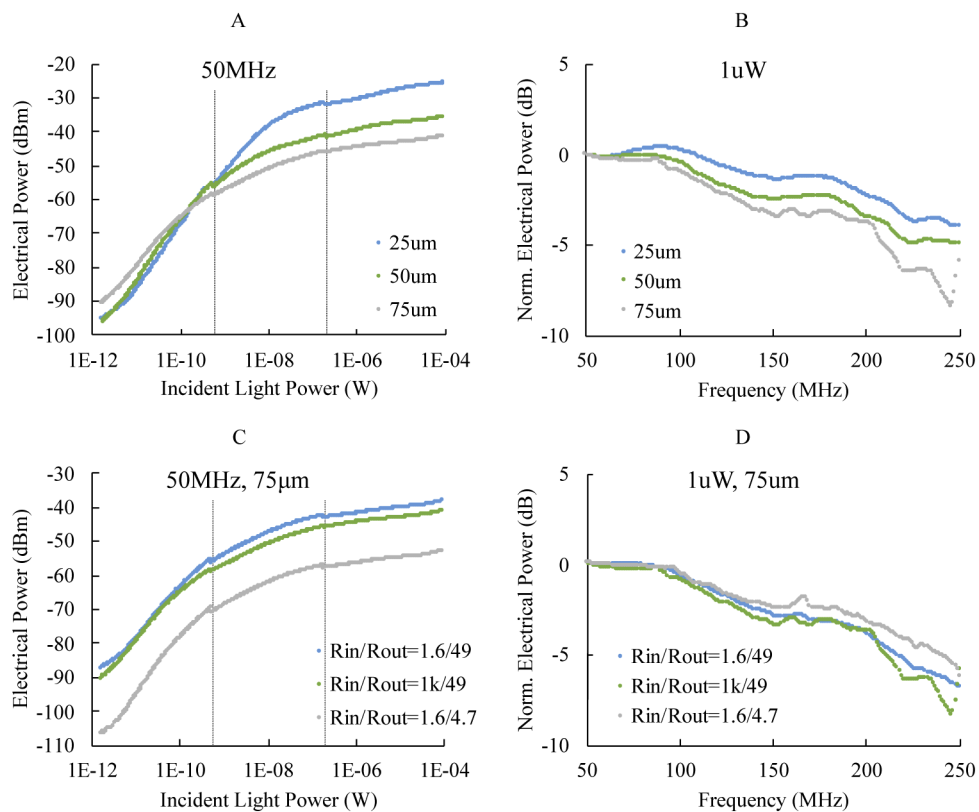 A
50MHz
Electrical Power (dBm)
-20
-30
-40
-50
-60
-70
-80
-90
-100
25um
50um
75um
1E-12
1E-10
1E-08
1E-06
1E-04
Incident Light Power (W)
B
1uW
Norm. Electrical Power (dB)
5
0
-5
-10
25um
50um
75um
50
100
150
200
250
Frequency (MHz)
C
50MHz, 75μm
Electrical Power (dBm)
-30
-40
-50
-60
-70
-80
-90
-100
-110
Rin/Rout=1.6/49
Rin/Rout=1k/49
Rin/Rout=1.6/4.7
1E-12
1E-10
1E-08
1E-06
1E-04
Incident Light Power (W)
D
1uW, 75um
Norm. Electrical Power (dB)
5
0
-5
-10
Rin/Rout=1.6/49
Rin/Rout=1k/49
Rin/Rout=1.6/4.7
50
100
150
200
250
Frequency (MHz)